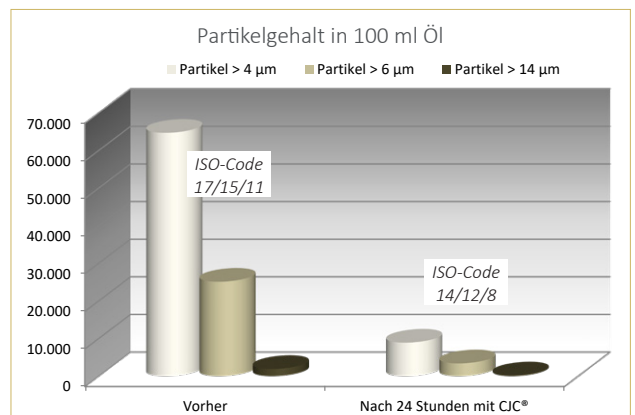 Partikelgehalt in 100 ml Öl
Partikel > 4 µm Partikel > 6 µm Partikel > 14 µm
70.000
60.000
50.000
40.000
30.000
20.000
10.000
0
ISO-Code
17/15/11
ISO-Code
14/12/8
Vorher Nach 24 Stunden mit CJC®